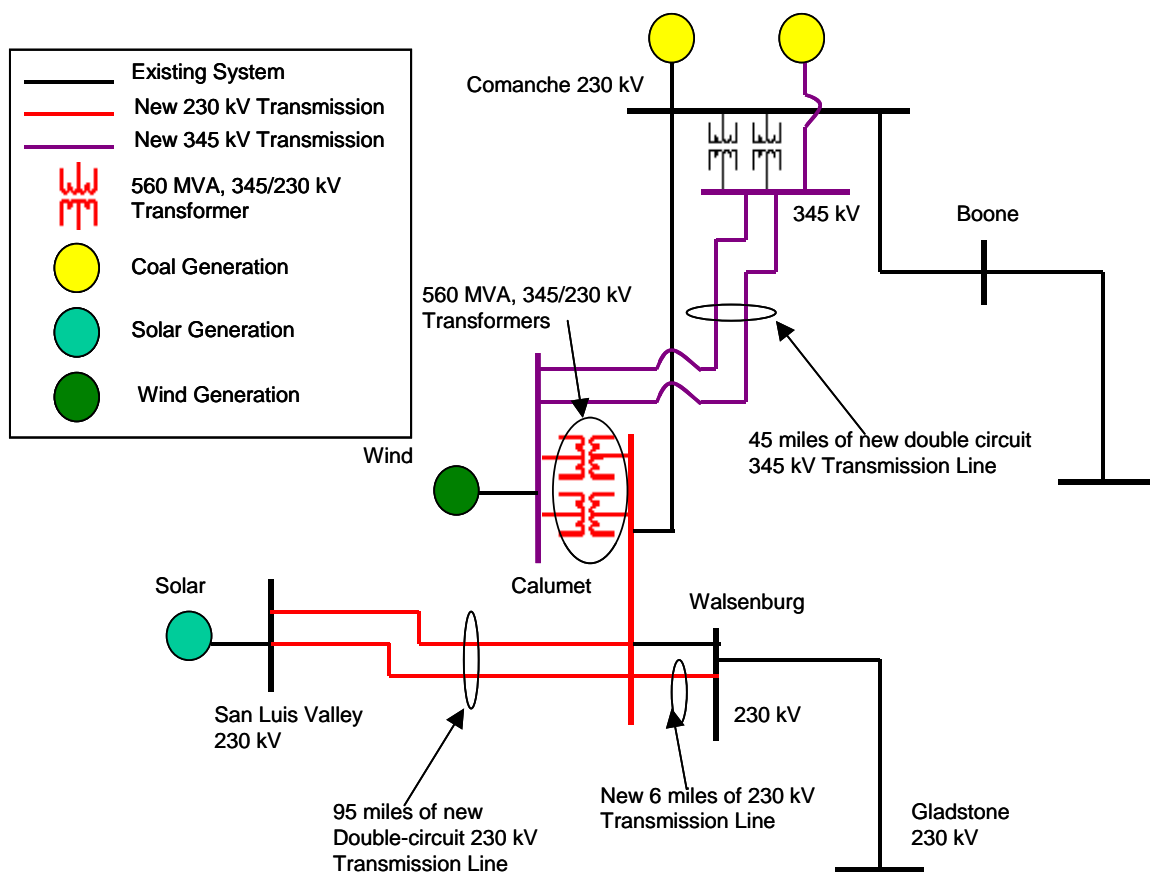 Existing System
New 230 kV Transmission
New 345 kV Transmission
560 MVA, 345/230 kV
Transformer
Coal Generation
Solar Generation
Wind Generation
Comanche 230 kV
345 kV
Boone
560 MVA, 345/230 kV
Transformers
45 miles of new double circuit
345 kV Transmission Line
Wind
Calumet
Solar
Walsenburg
San Luis Valley
230 kV
230 kV
95 miles of new
Double-circuit 230 kV
Transmission Line
New 6 miles of 230 kV
Transmission Line
Gladstone
230 kV